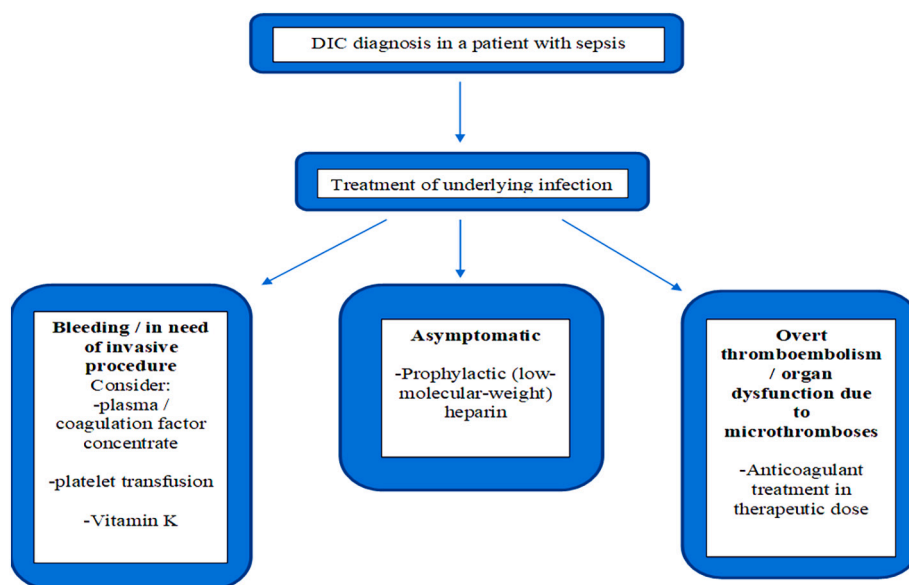 DIC diagnosis in a patient with sepsis
Treatment of underlying infection
Bleeding / in need
of invasive
procedure
Consider:
-plasma /
coagulation factor
concentrate
-platelet transfusion
-Vitamin K
Asymptomatic
-Prophylactic (low-
molecular-weight)
heparin
Overt
thromboembolism
/ organ
dysfunction due
to
microthromboses
-Anticoagulant
treatment in
therapeutic dose